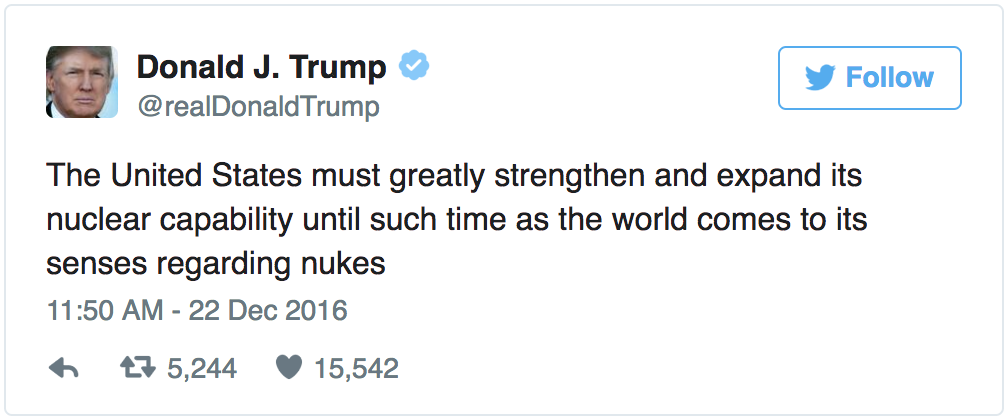 Donald J. Trump
@realDonaldTrump
Follow
The United States must greatly strengthen and expand its
nuclear capability until such time as the world comes to its
senses regarding nukes
11:50 AM - 22 Dec 2016
5,244 15,542